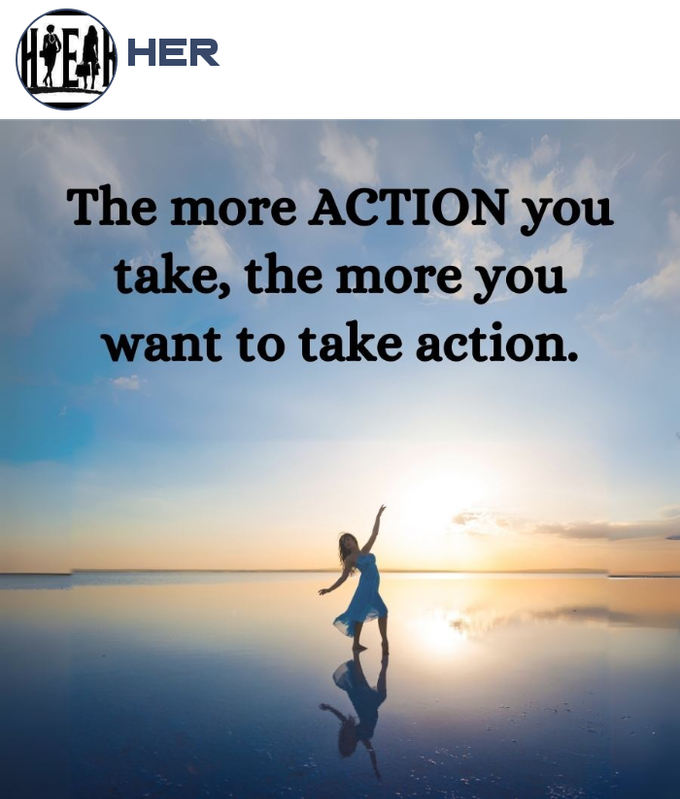 HER
The more ACTION you
take, the more you
want to take action.